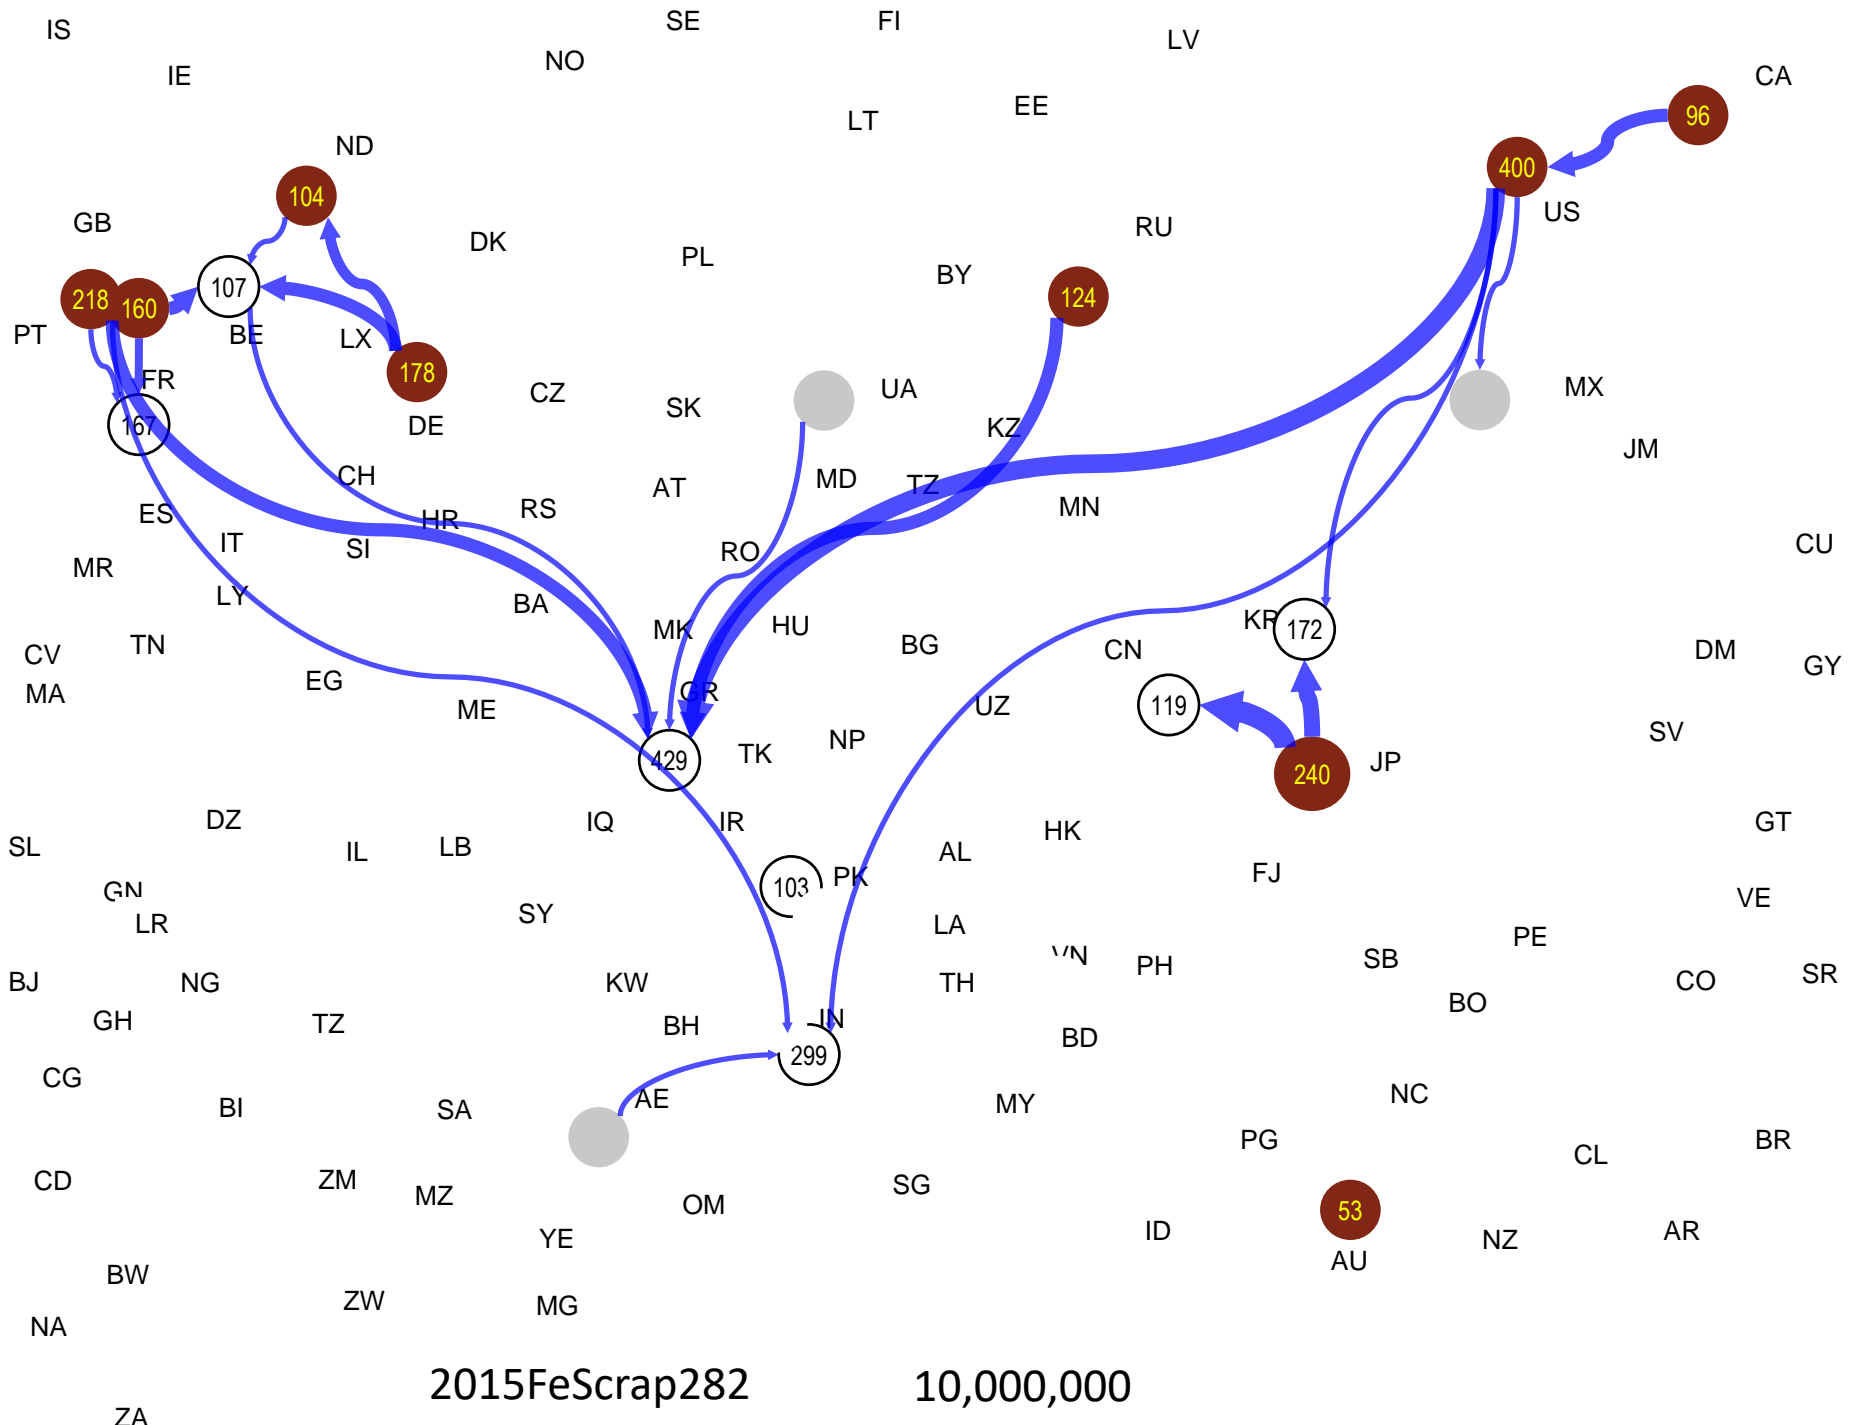 IS
SE
FI
LV
NO
IE
CA
EE
96
LT
ND
400
104
US
GB
RU
DK
PL
BY
107
218
160
124
PT
BE
LX
178
FR
UA
MX
CZ
SK
167
DE
KZ
JM
CH
AT
MD
TZ
MN
ES
RS
HR
IT
SI
RO
CU
MR
LY
BA
MK
HU
KR
172
TN
BG
CN
DM
CV
GY
EG
MA
GR
ME
UZ
119
SV
NP
TK
429
JP
240
DZ
IQ
IR
GT
HK
SL
IL
LB
AL
FJ
PK
103
GN
VE
LR
SY
LA
PE
VN
PH
SB
BJ
NG
KW
TH
CO
SR
BO
GH
TZ
BH
IN
BD
299
CG
NC
AE
BI
SA
MY
PG
BR
CL
CD
ZM
MZ
SG
OM
53
ID
AR
YE
NZ
AU
BW
ZW
MG
NA
2015FeScrap282
10,000,000
ZA